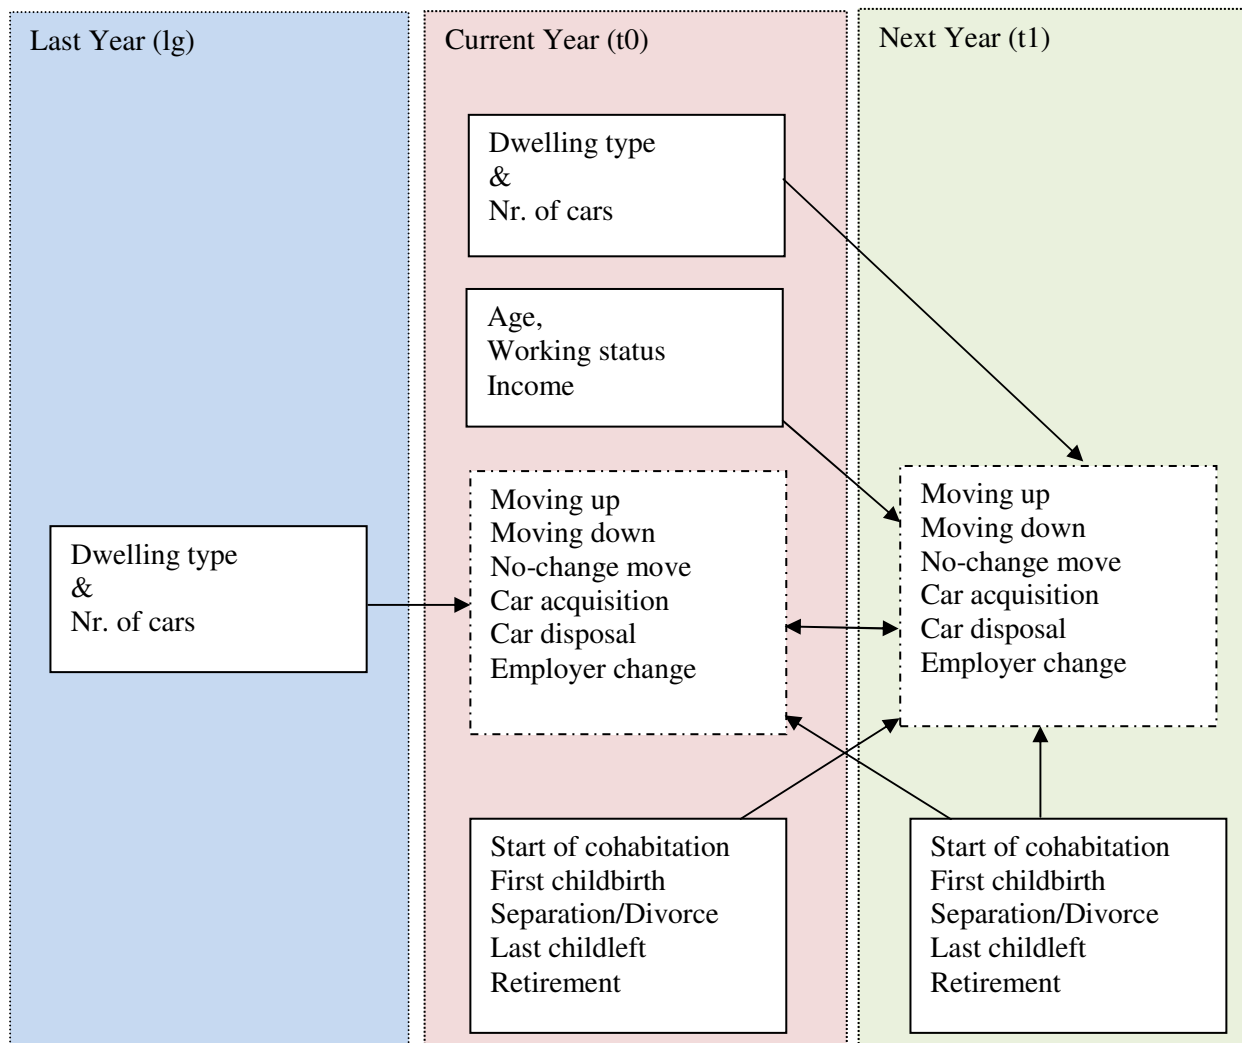 Last Year (lg)
Dwelling type
&
Nr. of cars
Current Year (t0)
Dwelling type
&
Nr. of cars
Age,
Working status
Income
Moving up
Moving down
No-change move
Car acquisition
Car disposal
Employer change
Start of cohabitation
First childbirth
Separation/Divorce
Last childleft
Retirement
Next Year (t1)
Moving up
Moving down
No-change move
Car acquisition
Car disposal
Employer change
Start of cohabitation
First childbirth
Separation/Divorce
Last childleft
Retirement